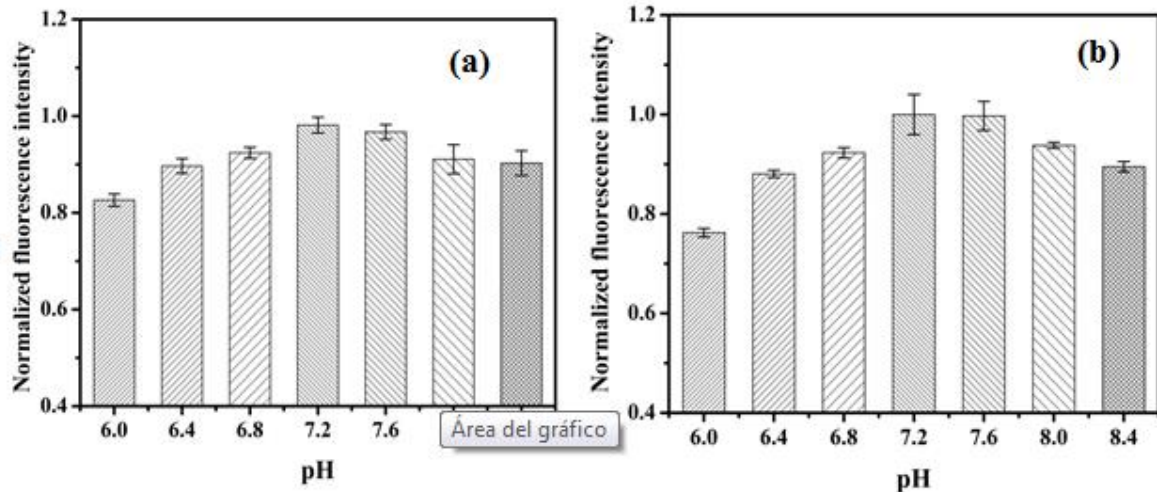 Normalized fluorescence intensity
1.2
1.0
0.8
0.6
0.4
(a)
6.0 6.4 6.8 7.2 7.6
Área del gráfico
pH
Normalized fluorescence intensity
1.2
1.0
0.8
0.6
0.4
(b)
6.0 6.4 6.8 7.2 7.6 8.0 8.4
pH